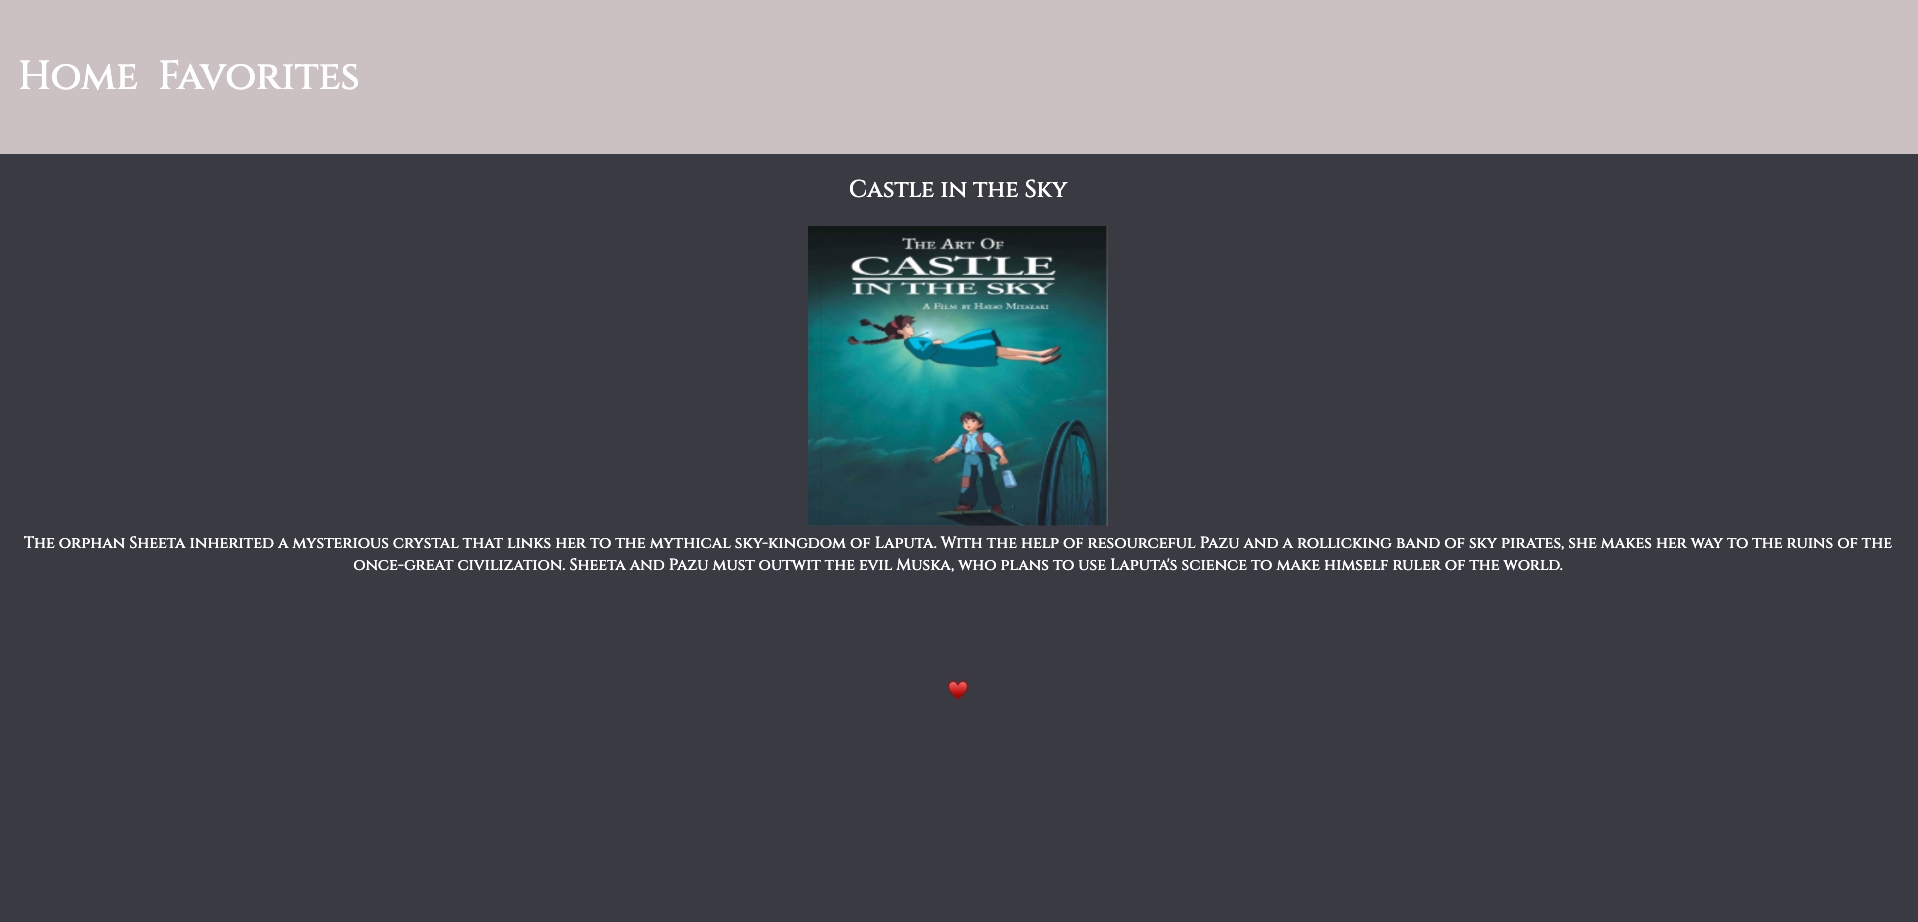 Home Favorites
Castle in the Sky
The Art Of
CASTLE
IN THE SKY
A Film by Hayao Miyazaki
The orphan Sheeta inherited a mysterious crystal that links her to the mythical sky-kingdom of Laputa. With the help of resourceful Pazu and a rollicking band of sky pirates, she makes her way to the ruins of the
once-great civilization. Sheeta and Pazu must outwit the evil Muska, who plans to use Laputa's science to make himself ruler of the world.